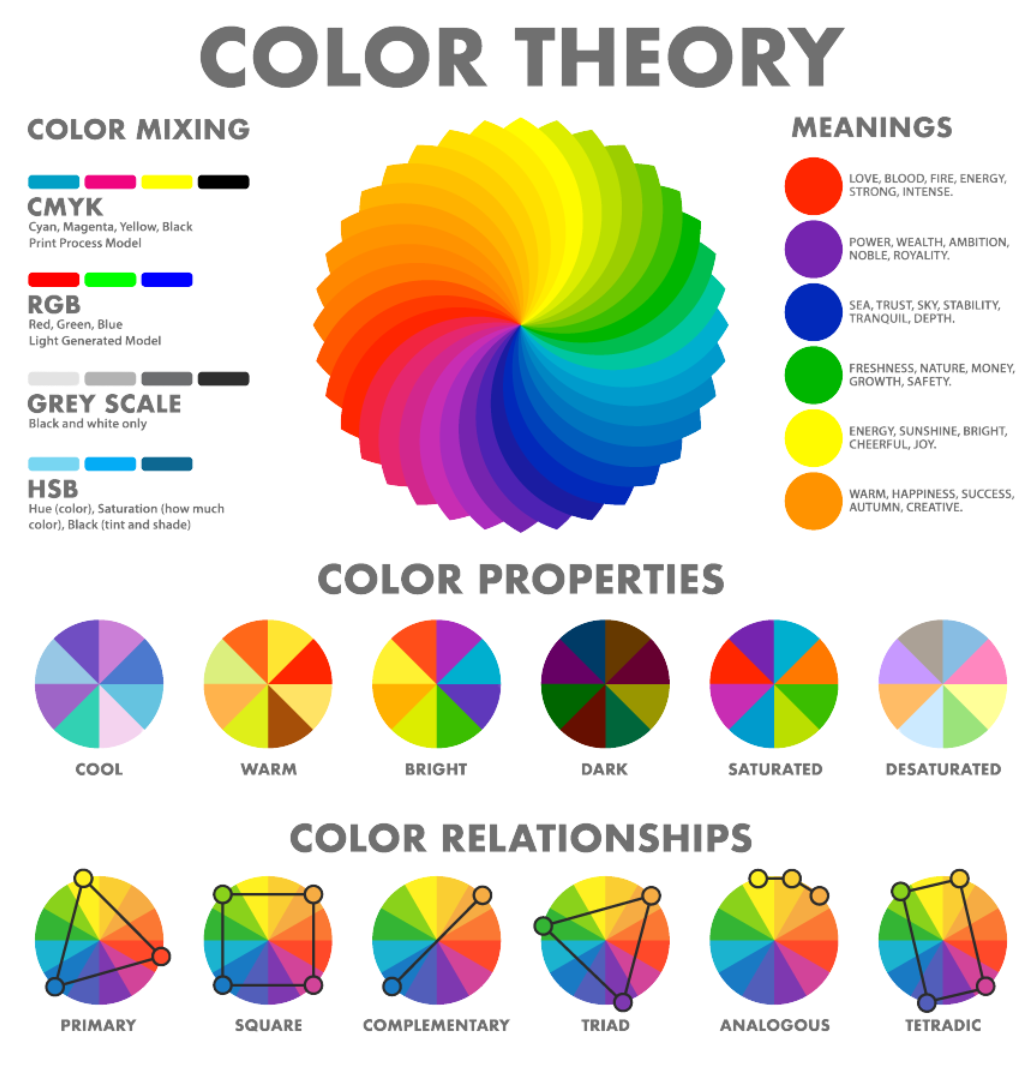 COLOR THEORY
COLOR MIXING
CMYK
Cyan, Magenta, Yellow, Black
Print Process Model
RGB
Red, Green, Blue
Light Generated Model
GREY SCALE
Black and white only
HSB
Hue (color), Saturation (how much
color), Black (tint and shade)
MEANINGS
LOVE, BLOOD, FIRE, ENERGY,
STRONG, INTENSE.
POWER, WEALTH, AMBITION,
NOBLE, ROYALITY.
SEA, TRUST, SKY, STABILITY,
TRANQUIL, DEPTH.
FRESHNESS, NATURE, MONEY,
GROWTH, SAFETY.
ENERGY, SUNSHINE, BRIGHT,
CHEERFUL, JOY.
WARM, HAPPINESS, SUCCESS,
AUTUMN, CREATIVE.
COLOR PROPERTIES
COOL
WARM
BRIGHT
DARK
SATURATED
DESATURATED
COLOR RELATIONSHIPS
PRIMARY
SQUARE
COMPLEMENTARY
TRIAD
ANALOGOUS
TETRADIC